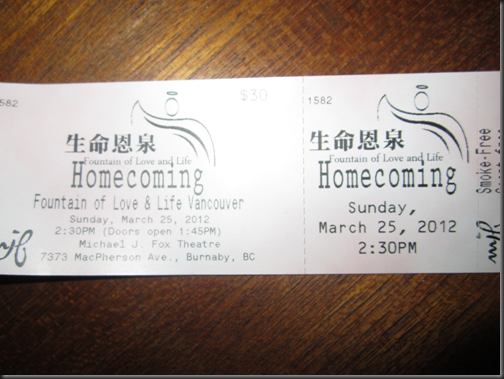 582
$30
生命恩泉
Fountain of Love and Life
Homecoming
Fountain of Love & Life Vancouver
Sunday, March 25, 2012
2:30PM (Doors open 1:45PM)
Michael J. Fox Theatre
7373 MacPherson Ave., Burnaby, BC
1582
生命恩泉
Fountain of Love and Life
Homecoming
Sunday,
March 25, 2012
2:30PM
Smoke-Free